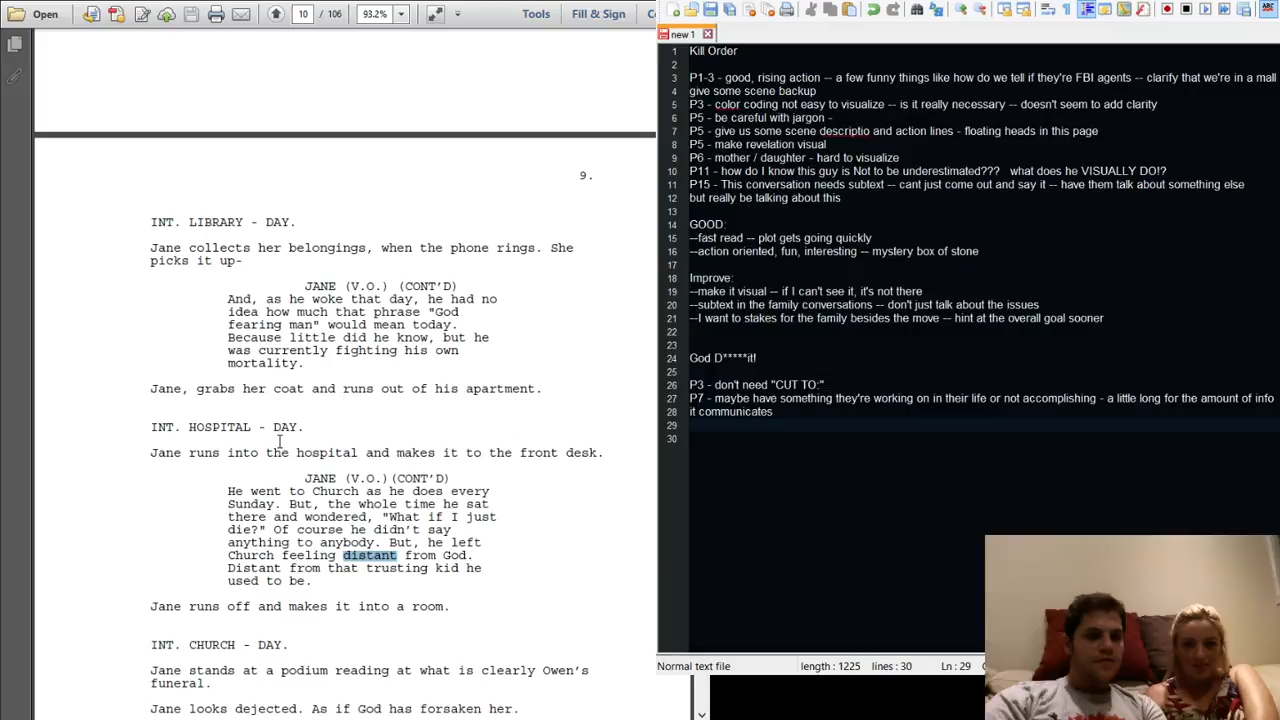 Open
10 / 106
93.2%
Tools
Fill & Sign
9.
INT. LIBRARY - DAY.
Jane collects her belongings, when the phone rings. She
picks it up-
JANE (V.O.) (CONT'D)
And, as he woke that day, he had no
idea how much that phrase "God
fearing man" would mean today.
Because little did he know, but he
was currently fighting his own
mortality.
Jane, grabs her coat and runs out of his apartment.
INT. HOSPITAL - DAY.
Jane runs into the hospital and makes it to the front desk.
JANE (V.O.)(CONT'D)
He went to Church as he does every
Sunday. But, the whole time he sat
there and wondered, "What if I just
die?" Of course he didn't say
anything to anybody. But, he left
Church feeling distant from God.
Distant from that trusting kid he
used to be.
Jane runs off and makes it into a room.
INT. CHURCH - DAY.
Jane stands at a podium reading at what is clearly Owen's
funeral.
Jane looks dejected. As if God has forsaken her.
new 1
1 Kill Order
2
3 P1-3 - good, rising action -- a few funny things like how do we tell if they're FBI agents -- clarify that we're in a mall
4 give some scene backup
5 P3 - color coding not easy to visualize -- is it really necessary -- doesn't seem to add clarity
6 P5 - be careful with jargon -
7 P5 - give us some scene descriptio and action lines - floating heads in this page
8 P5 - make revelation visual
9 P6 - mother / daughter - hard to visualize
10 P11 - how do I know this guy is Not to be underestimated??? what does he VISUALLY DO!?
11 P15 - This conversation needs subtext -- cant just come out and say it -- have them talk about something else
12 but really be talking about this
13
14 GOOD:
15 --fast read -- plot gets going quickly
16 --action oriented, fun, interesting -- mystery box of stone
17
18 Improve:
19 --make it visual -- if I can't see it, it's not there
20 --subtext in the family conversations -- don't just talk about the issues
21 --I want to stakes for the family besides the move -- hint at the overall goal sooner
22
23
24 God D*****it!
25
26 P3 - don't need "CUT TO:"
27 P7 - maybe have something they're working on in their life or not accomplishing - a little long for the amount of info
28 it communicates
29
30
Normal text file
length : 1225
lines : 30
Ln : 29